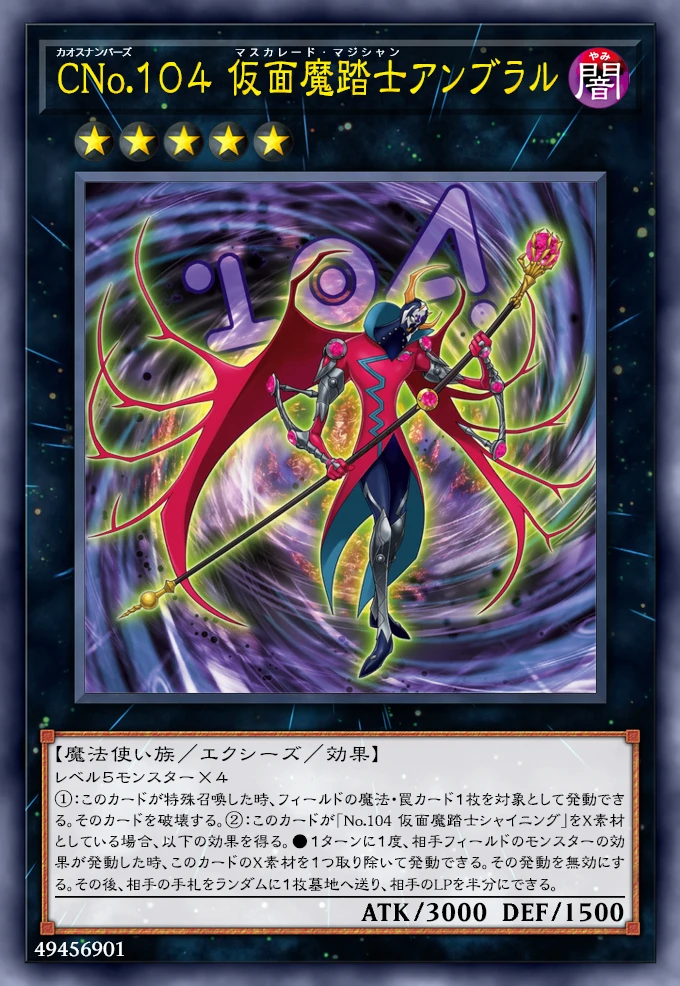 カオスナンバーズ マスカレード・マジシャン
CNo.104 仮面魔踏士アンブラル
やみ
闇
104
【魔法使い族／エクシーズ／効果】
レベル5モンスター×4
①:このカードが特殊召喚した時、フィールドの魔法・罠カード1枚を対象として発動でき
る。そのカードを破壊する。②:このカードが「No.104 仮面魔踏士シャイニング」をX素材
としている場合、以下の効果を得る。●1ターンに1度、相手フィールドのモンスターの効
果が発動した時、このカードのX素材を1つ取り除いて発動できる。その発動を無効にす
る。その後、相手の手札をランダムに1枚墓地へ送り、相手のLPを半分にできる。
ATK/3000 DEF/1500
49456901